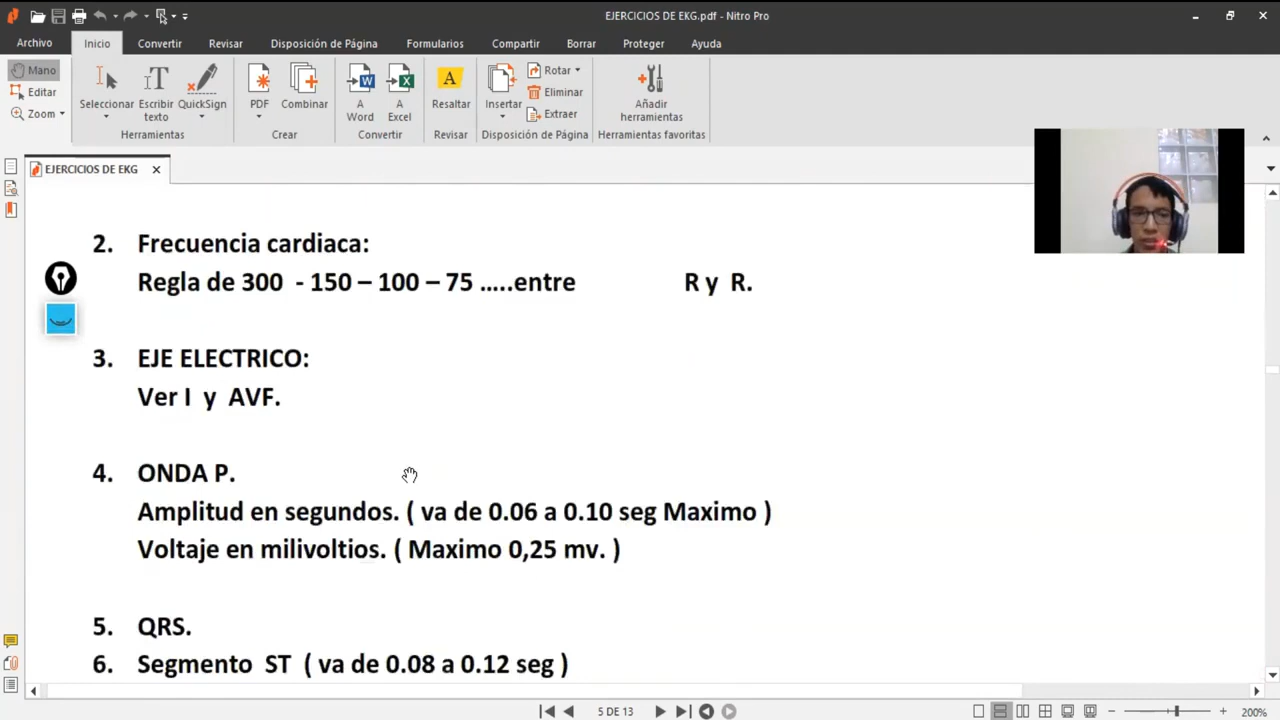 EJERCICIOS DE EKG.pdf - Nitro Pro
Archivo Inicio Convertir Revisar Disposición de Página Formularios Compartir Borrar Proteger Ayuda
Mano
Editar
Zoom
Seleccionar
Escribir texto
QuickSign
Herramientas
PDF
Combinar
Crear
A Word
A Excel
Convertir
Resaltar
Revisar
Insertar
Rotar
Eliminar
Extraer
Disposición de Página
Añadir herramientas
Herramientas favoritas
EJERCICIOS DE EKG
2. Frecuencia cardiaca:
Regla de 300 - 150 – 100 – 75 …..entre R y R.
3. EJE ELECTRICO:
Ver I y AVF.
4. ONDA P.
Amplitud en segundos. ( va de 0.06 a 0.10 seg Maximo )
Voltaje en milivoltios. ( Maximo 0,25 mv. )
5. QRS.
6. Segmento ST ( va de 0.08 a 0.12 seg )
5 DE 13
200%